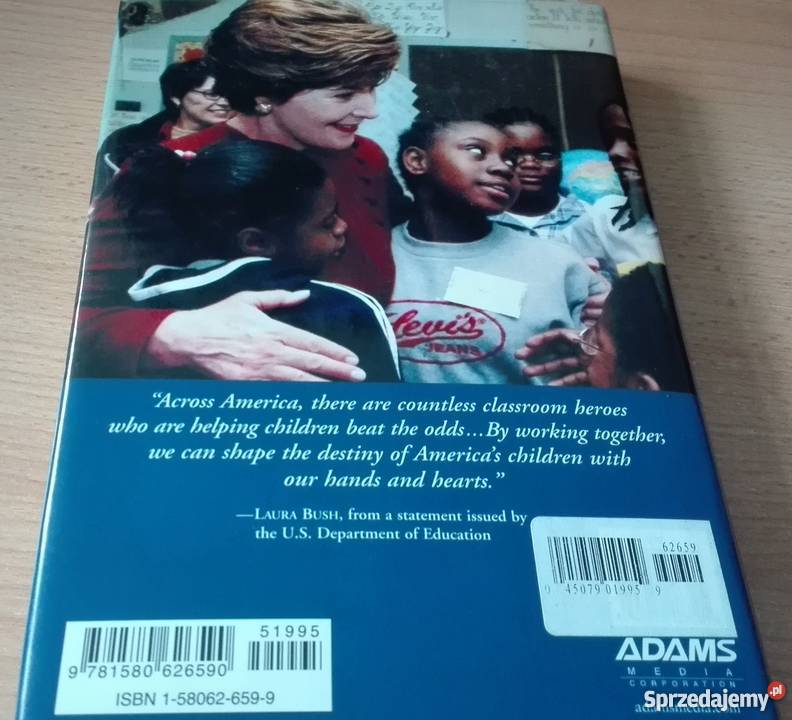 Levi's
JEANS
“Across America, there are countless classroom heroes
who are helping children beat the odds…By working together,
we can shape the destiny of America’s children with
our hands and hearts.”
—LAURA BUSH, from a statement issued by
the U.S. Department of Education
62659
0 45079 01995 9
51995
9 781580 626590
ISBN 1-58062-659-9
ADAMS
MEDIA
CORPORATION
adamsmedia.com
Sprzedajemy.pl